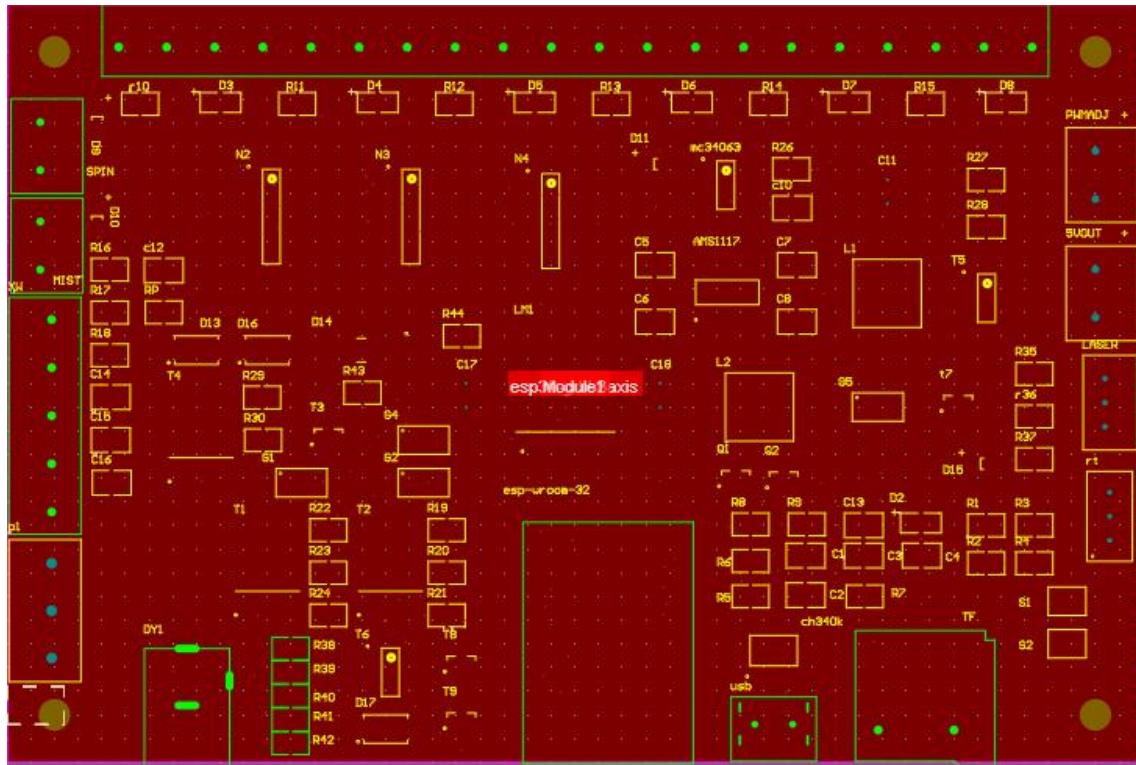 r10 D3 R11 D4 R12 D5 R13 D6 R14 D7 R15 D8
PWMADJ +
D9
SPIN
N2 N3 N4
D11
mc34063
R26
C11
R27
D10
c10
R28
5VOUT +
R16 c12
C5 AMS1117 C7 L1
T5
MIST
XW
R17 RP
C6 C8
LM1
R18 D13 D16 D14 R44
LASER
T4 R29 R43 C17 C18 L2 S5 t7 R35
C14
r36
C15 R30 T3 S4
R37
C16 S1 S2 Q1 Q2 D15 rt
esp-wroom-32
p1 T1 R22 T2 R19 R8 R9 C13 D2 R1 R3
R23 R20 R6 C1 C3 C4 R2 R4
R24 R21 R5 C2 R7 S1
DY1 R38 T6 T8 ch340k TF S2
R39
R40 D17 T9 usb
R41
R42